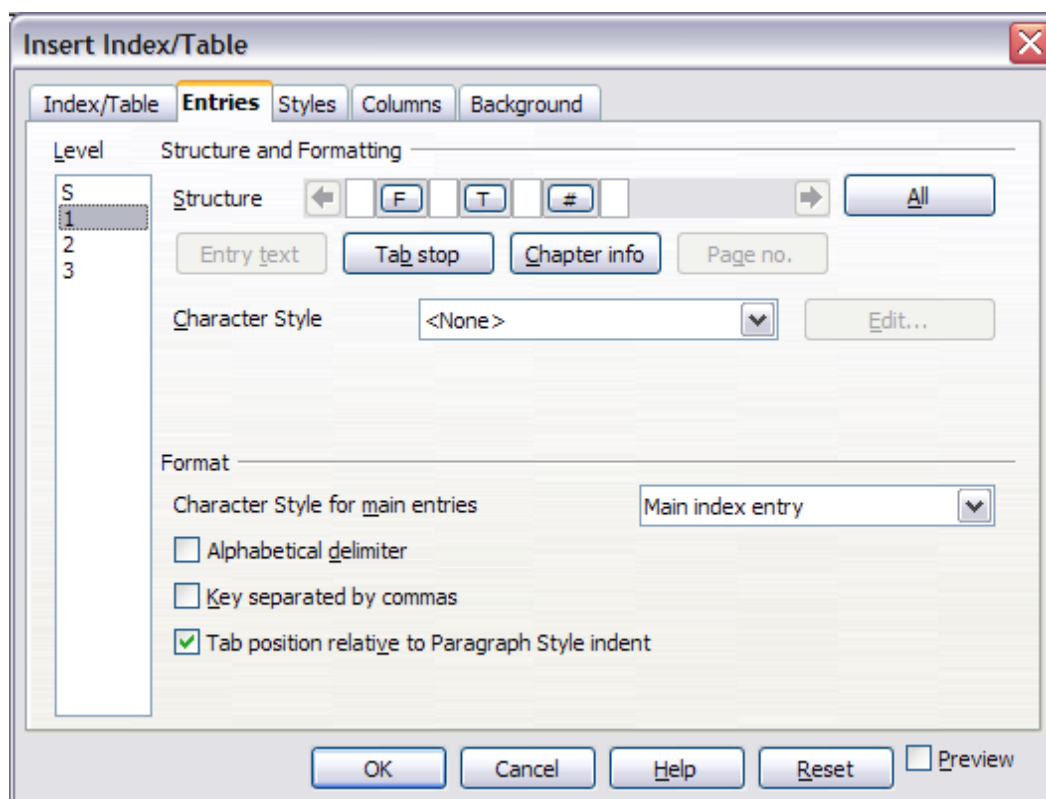 Insert Index/Table
Index/Table Entries Styles Columns Background
Level Structure and Formatting
S
1
2
3
Structure F T # All
Entry text Tab stop Chapter info Page no.
Character Style <None> Edit...
Format
Character Style for main entries Main index entry
Alphabetical delimiter
Key separated by commas
Tab position relative to Paragraph Style indent
OK Cancel Help Reset Preview